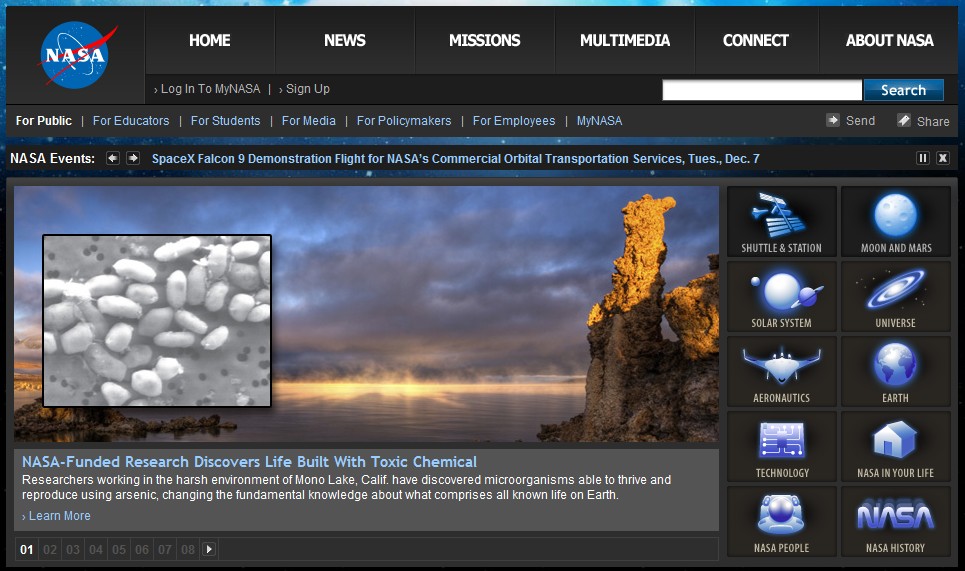 NASA
HOME
NEWS
MISSIONS
MULTIMEDIA
CONNECT
ABOUT NASA
› Log In To MyNASA | › Sign Up
Search
For Public | For Educators | For Students | For Media | For Policymakers | For Employees | MyNASA
Send
Share
NASA Events:
SpaceX Falcon 9 Demonstration Flight for NASA's Commercial Orbital Transportation Services, Tues., Dec. 7
SHUTTLE & STATION
MOON AND MARS
SOLAR SYSTEM
UNIVERSE
AERONAUTICS
EARTH
TECHNOLOGY
NASA IN YOUR LIFE
NASA PEOPLE
NASA
NASA HISTORY
NASA-Funded Research Discovers Life Built With Toxic Chemical
Researchers working in the harsh environment of Mono Lake, Calif. have discovered microorganisms able to thrive and
reproduce using arsenic, changing the fundamental knowledge about what comprises all known life on Earth.
› Learn More
01 02 03 04 05 06 07 08